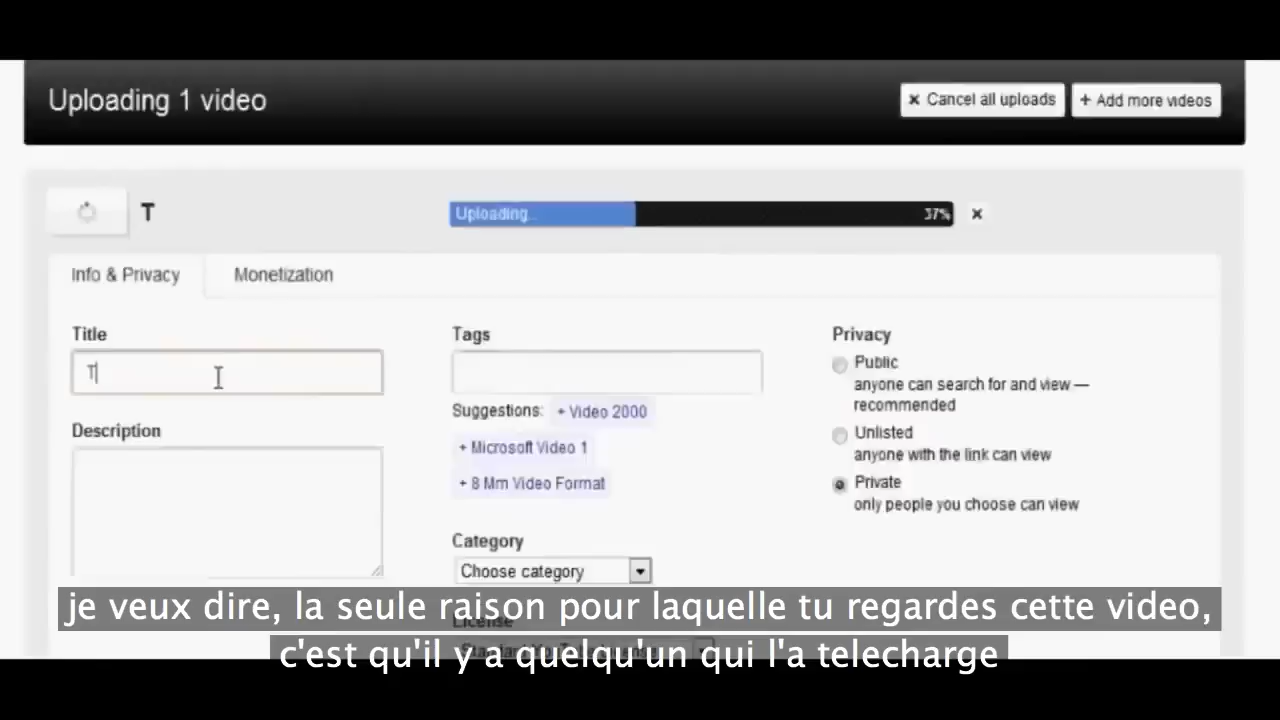 Uploading 1 video
× Cancel all uploads
+ Add more videos
T
Uploading...
37%
×
Info & Privacy
Monetization
Title
T
Description
Tags
Suggestions: + Video 2000
+ Microsoft Video 1
+ 8 Mm Video Format
Category
Choose category
License
Privacy
Public
anyone can search for and view —
recommended
Unlisted
anyone with the link can view
Private
only people you choose can view
je veux dire, la seule raison pour laquelle tu regardes cette video,
c'est qu'il y a quelqu'un qui l'a telecharge